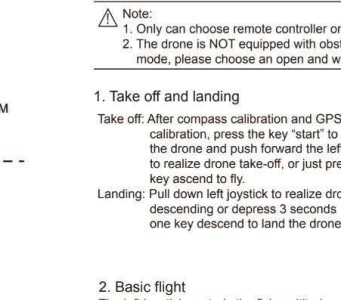 Note:
1. Only can choose remote controller or
2. The drone is NOT equipped with
mode, please choose an open and
M
1. Take off and landing
Take off: After compass calibration and GPS
calibration, press the key “start” to
the drone and push forward the left
to realize drone take-off, or just
key ascend to fly.
Landing: Pull down left joystick to realize
descending or depress 3 seconds
one key descend to land the drone
2. Basic flight